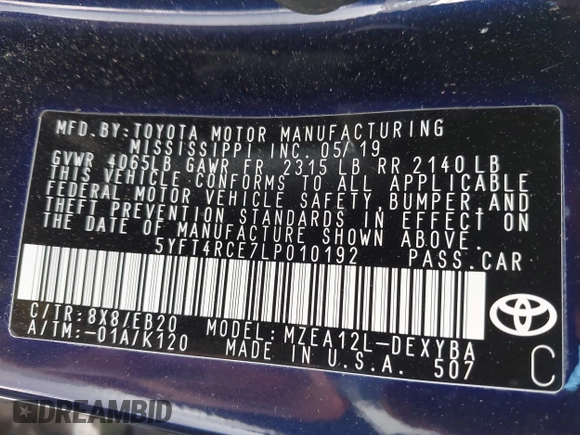 MFD.BY:TOYOTA MOTOR MANUFACTURING
MISSISSIPPI INC. 05/19
GVWR 4065LB GAWR FR 2315 LB RR 2140 LB
THIS VEHICLE CONFORMS TO ALL APPLICABLE
FEDERAL MOTOR VEHICLE SAFETY,BUMPER,AND
THEFT PREVENTION STANDARDS IN EFFECT ON
THE DATE OF MANUFACTURE SHOWN ABOVE.
5YFT4RCE7LP010192 PASS.CAR
C/TR:8X8/EB20 MODEL:MZEA12L-DEXYBA
A/TM:-01A/K120 MADE IN U.S.A. 507
C
DREAMBID